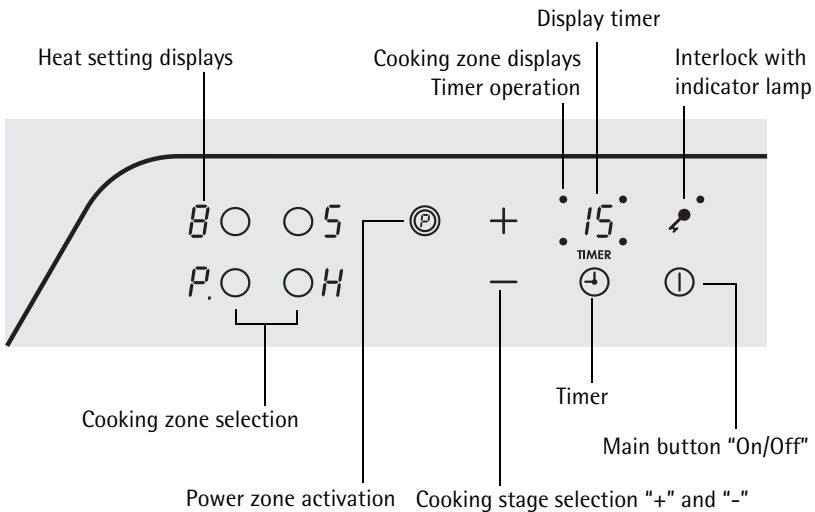 Display timer
Heat setting displays
Cooking zone displays
Timer operation
Interlock with
indicator lamp
8 5 P + 15
TIMER
P. H −
Cooking zone selection
Timer
Main button “On/Off”
Power zone activation
Cooking stage selection “+” and “-”